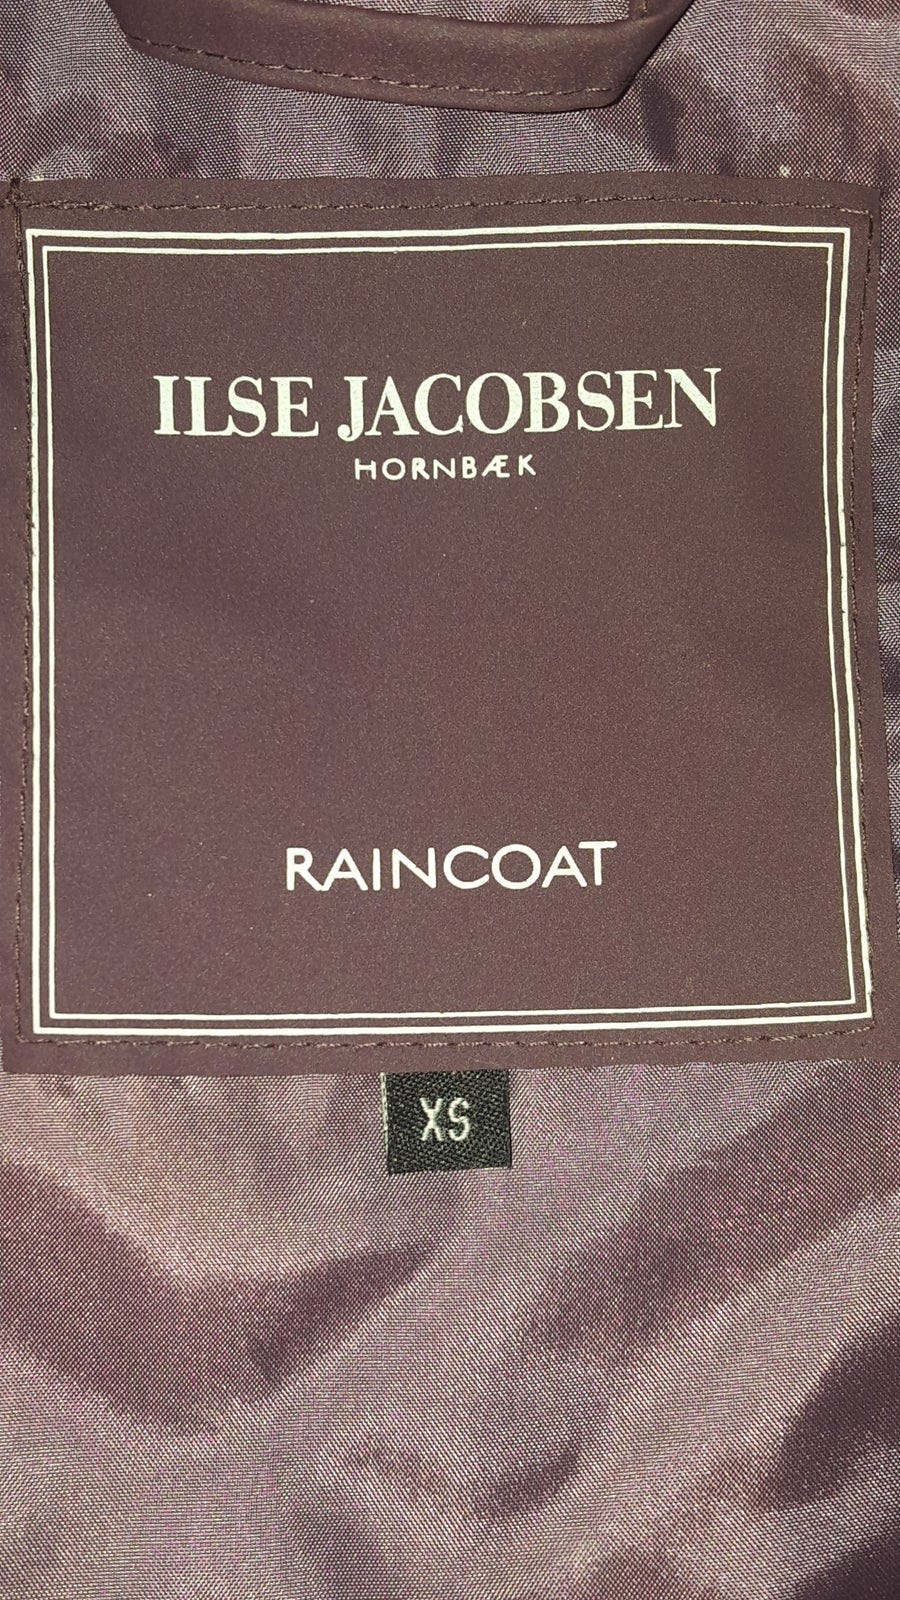 ILSE JACOBSEN
HORNBÆK
RAINCOAT
XS